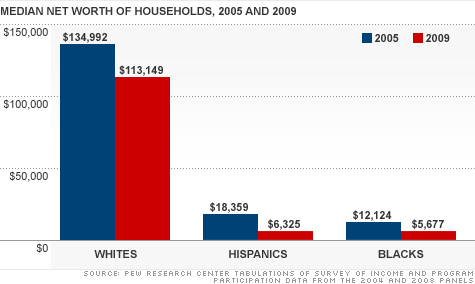 MEDIAN NET WORTH OF HOUSEHOLDS, 2005 AND 2009
$150,000
2005 2009
$134,992
$113,149
$100,000
$50,000
$18,359
$6,325
$12,124
$5,677
$0
WHITES HISPANICS BLACKS
SOURCE: PEW RESEARCH CENTER TABULATIONS OF SURVEY OF INCOME AND PROGRAM
PARTICIPATION DATA FROM THE 2004 AND 2008 PANELS